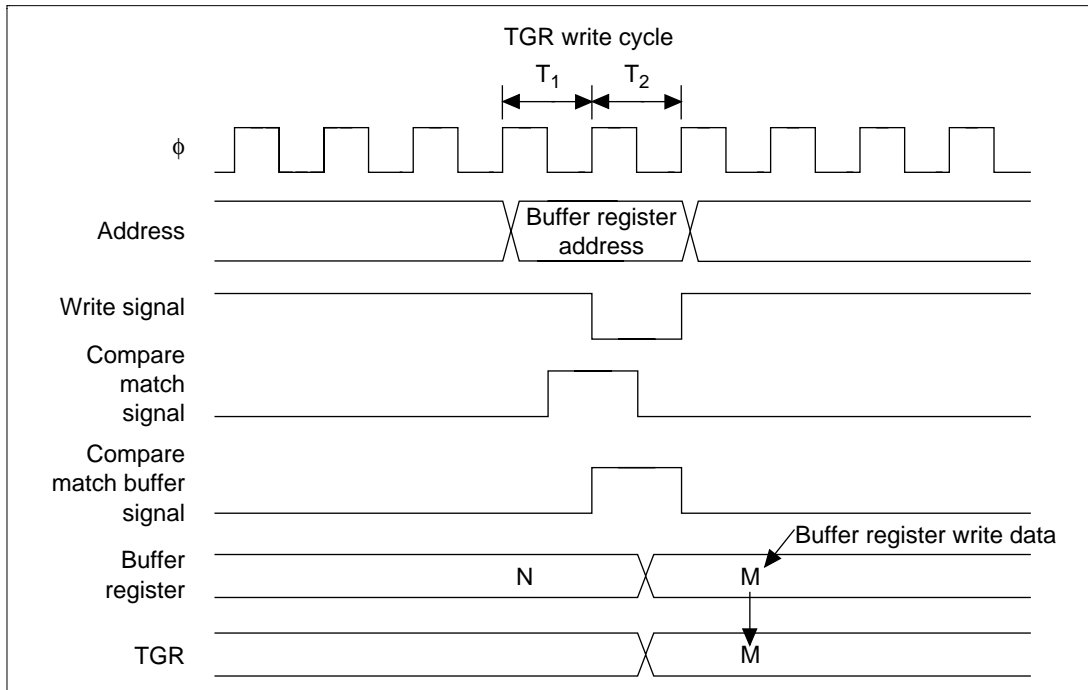 TGR write cycle
T1 T2
ϕ
Address
Buffer register
address
Write signal
Compare
match
signal
Compare
match buffer
signal
Buffer register write data
Buffer
register
N M
TGR M